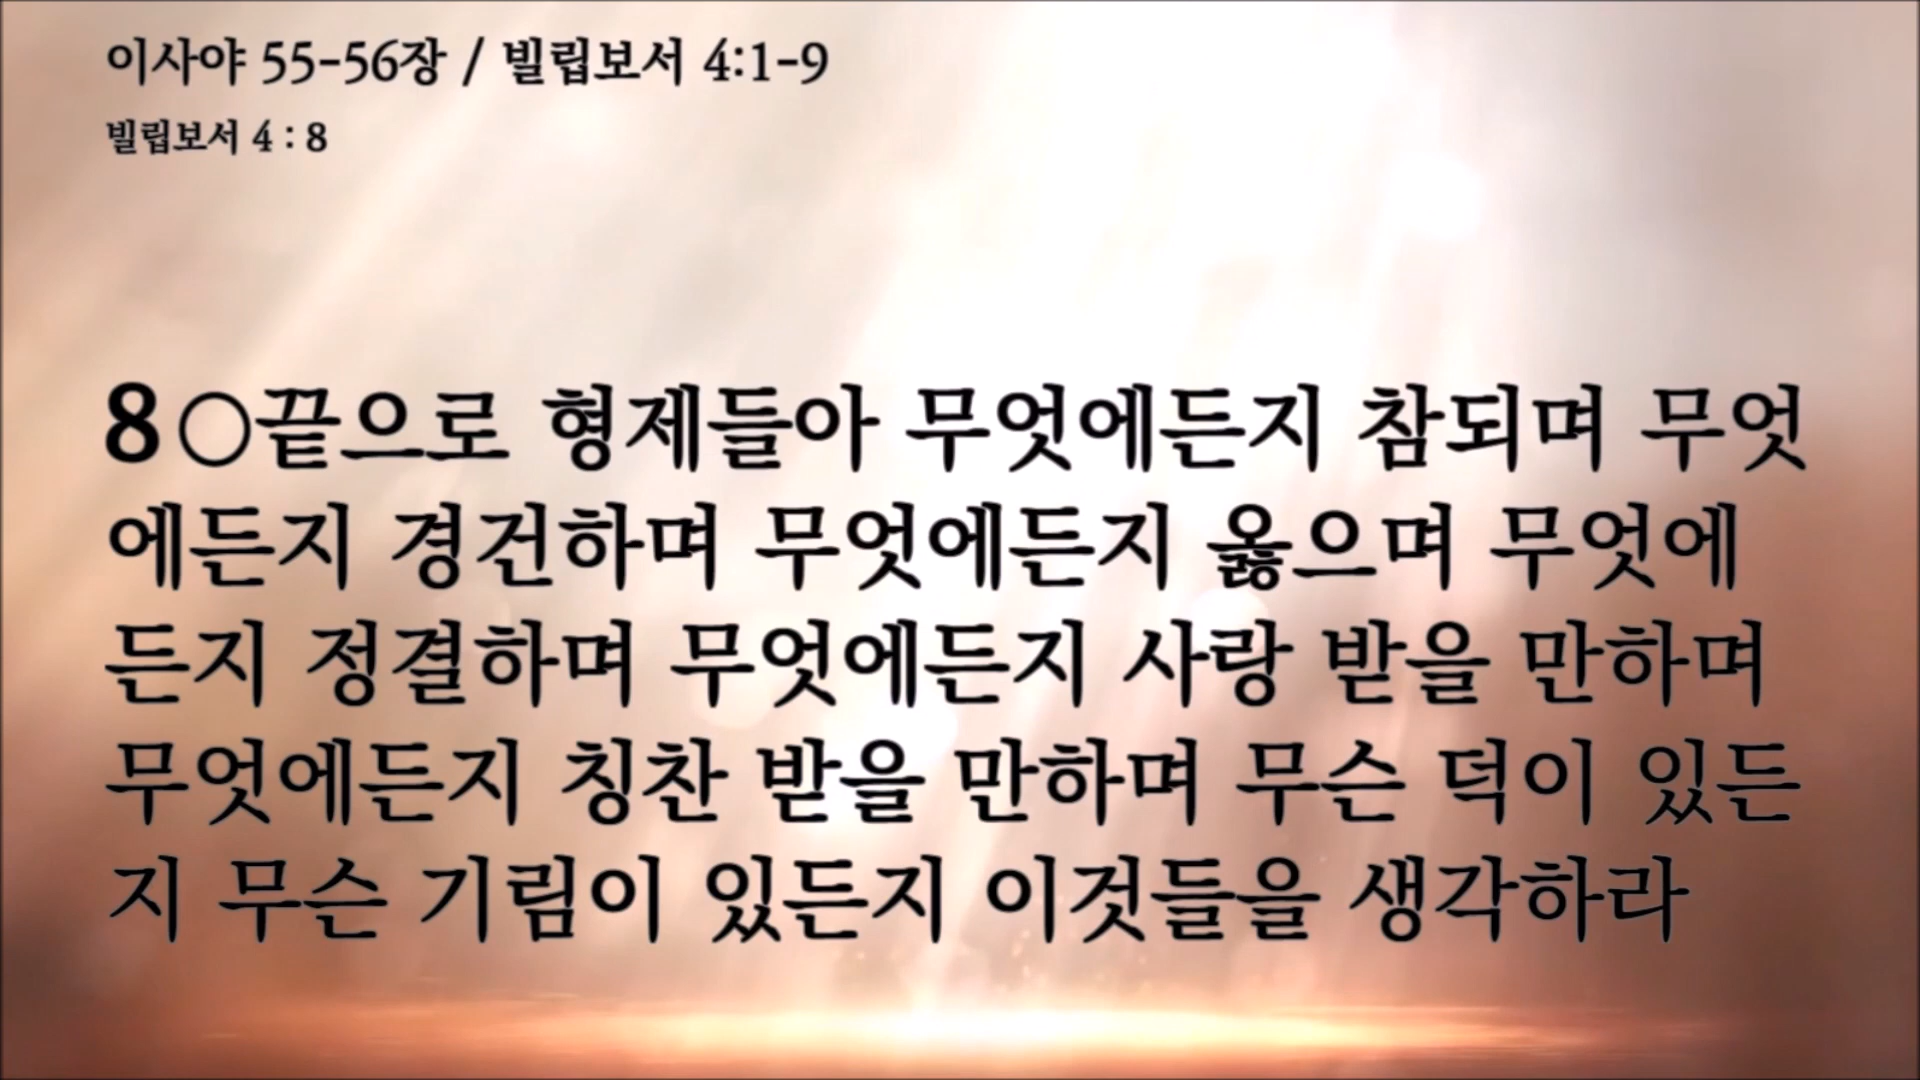 이사야 55-56장 / 빌립보서 4:1-9
빌립보서 4 : 8
8 ○끝으로 형제들아 무엇에든지 참되며 무엇
에든지 경건하며 무엇에든지 옳으며 무엇에
든지 정결하며 무엇에든지 사랑 받을 만하며
무엇에든지 칭찬 받을 만하며 무슨 덕이 있든
지 무슨 기림이 있든지 이것들을 생각하라